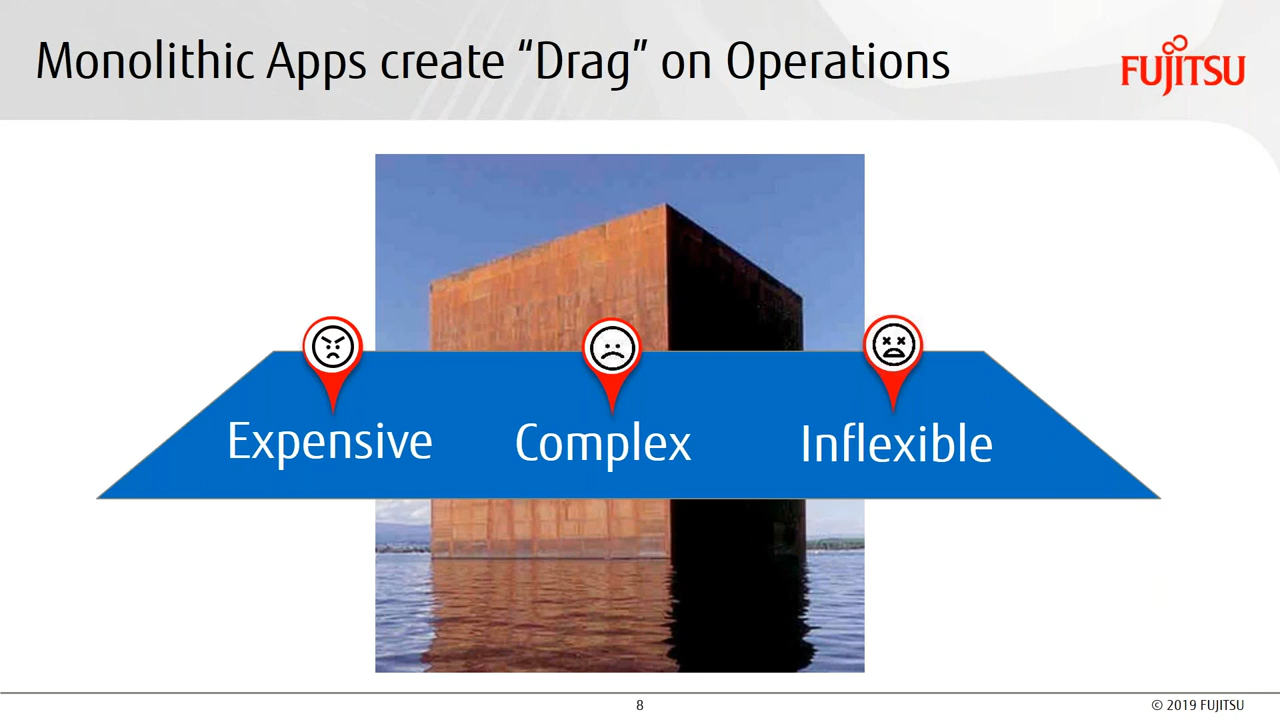 Monolithic Apps create “Drag” on Operations
FUJITSU
Expensive
Complex
Inflexible
8
© 2019 FUJITSU